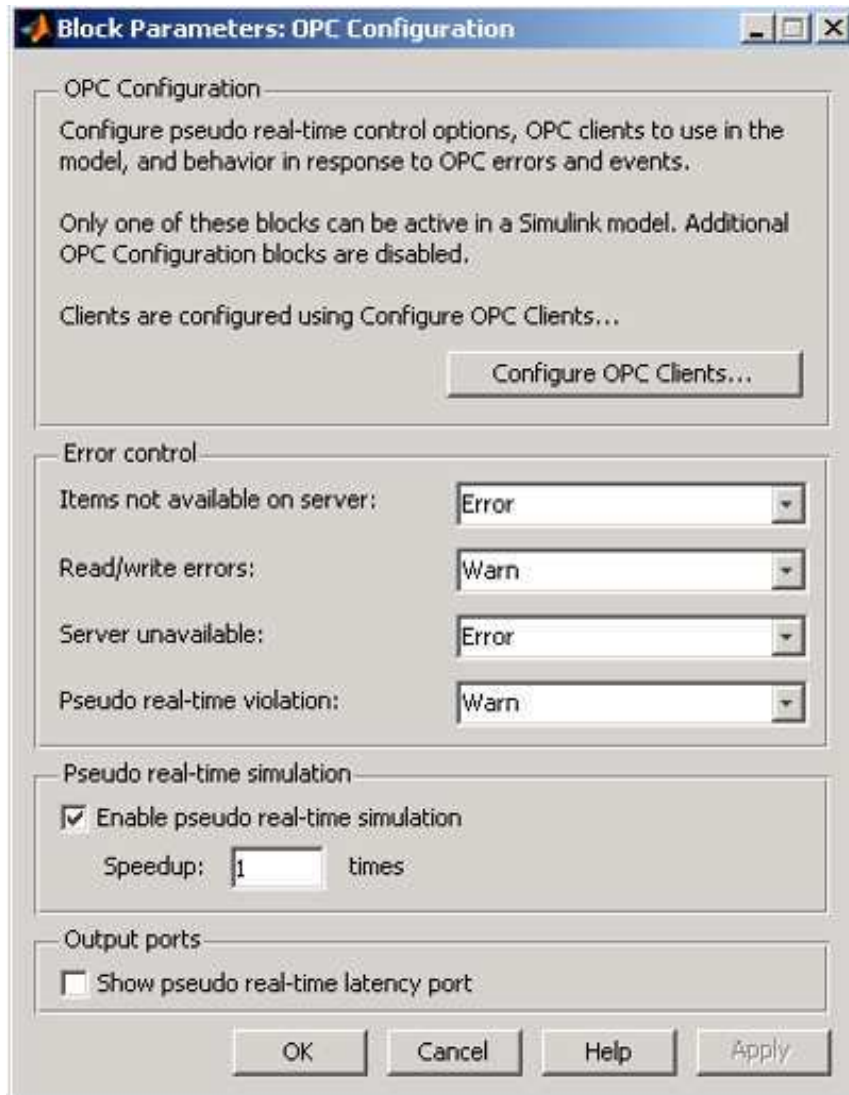 Block Parameters: OPC Configuration
OPC Configuration
Configure pseudo real-time control options, OPC clients to use in the
model, and behavior in response to OPC errors and events.
Only one of these blocks can be active in a Simulink model. Additional
OPC Configuration blocks are disabled.
Clients are configured using Configure OPC Clients...
Configure OPC Clients...
Error control
Items not available on server: Error
Read/write errors: Warn
Server unavailable: Error
Pseudo real-time violation: Warn
Pseudo real-time simulation
Enable pseudo real-time simulation
Speedup: 1 times
Output ports
Show pseudo real-time latency port
OK Cancel Help Apply